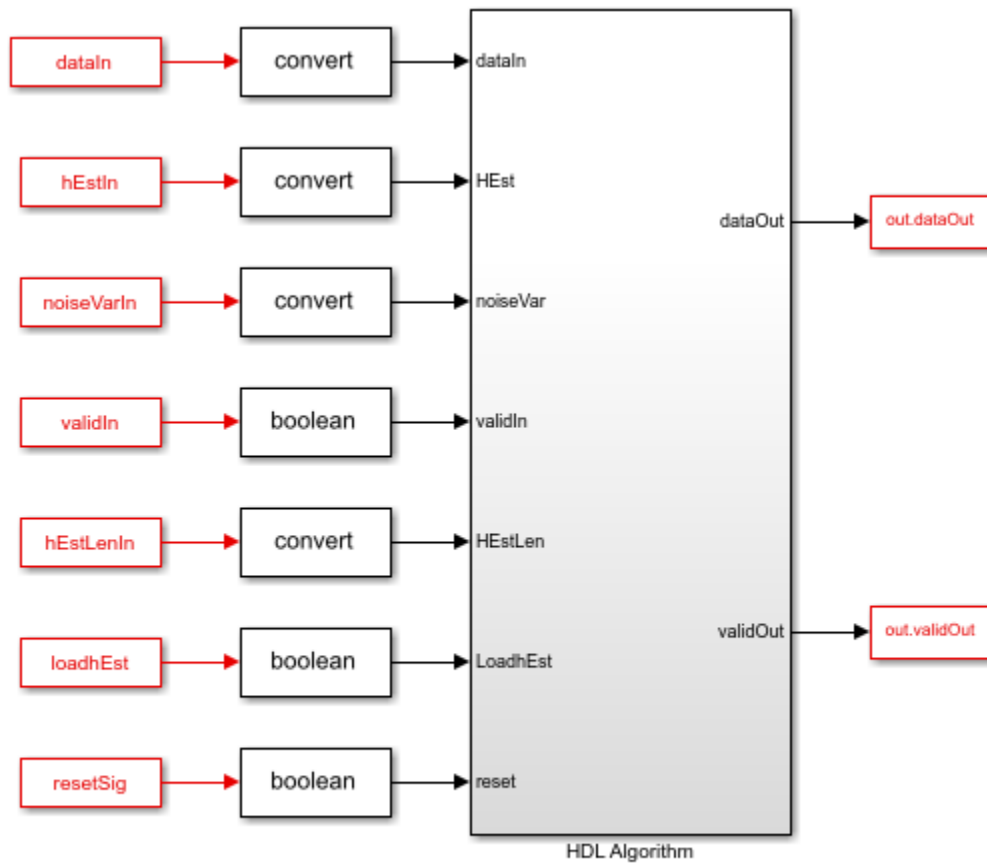 dataIn
convert
dataIn
hEstIn
convert
HEst
dataOut
out.dataOut
noiseVarIn
convert
noiseVar
validIn
boolean
validIn
hEstLenIn
convert
HEstLen
validOut
out.validOut
loadhEst
boolean
LoadhEst
resetSig
boolean
reset
HDL Algorithm